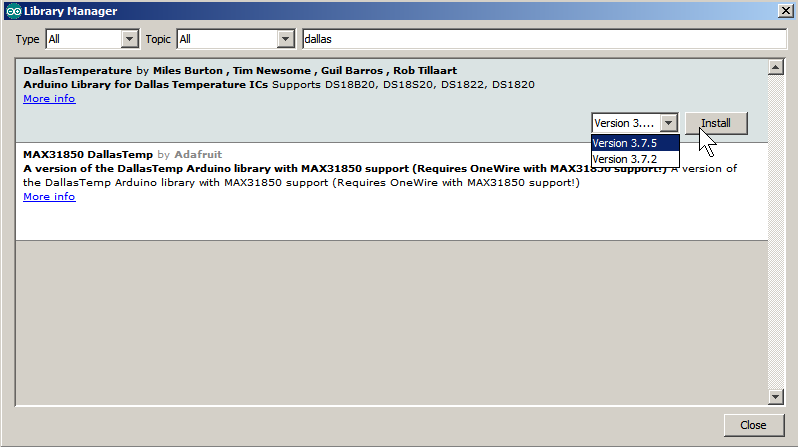 Library Manager
Type All Topic All dallas
DallasTemperature by Miles Burton , Tim Newsome , Guil Barros , Rob Tillaart
Arduino Library for Dallas Temperature ICs Supports DS18B20, DS18S20, DS1822, DS1820
More info
Version 3.... Install
Version 3.7.5
Version 3.7.2
MAX31850 DallasTemp by Adafruit
A version of the DallasTemp Arduino library with MAX31850 support (Requires OneWire with MAX31850 support!) A version of
the DallasTemp Arduino library with MAX31850 support (Requires OneWire with MAX31850 support!)
More info
Close